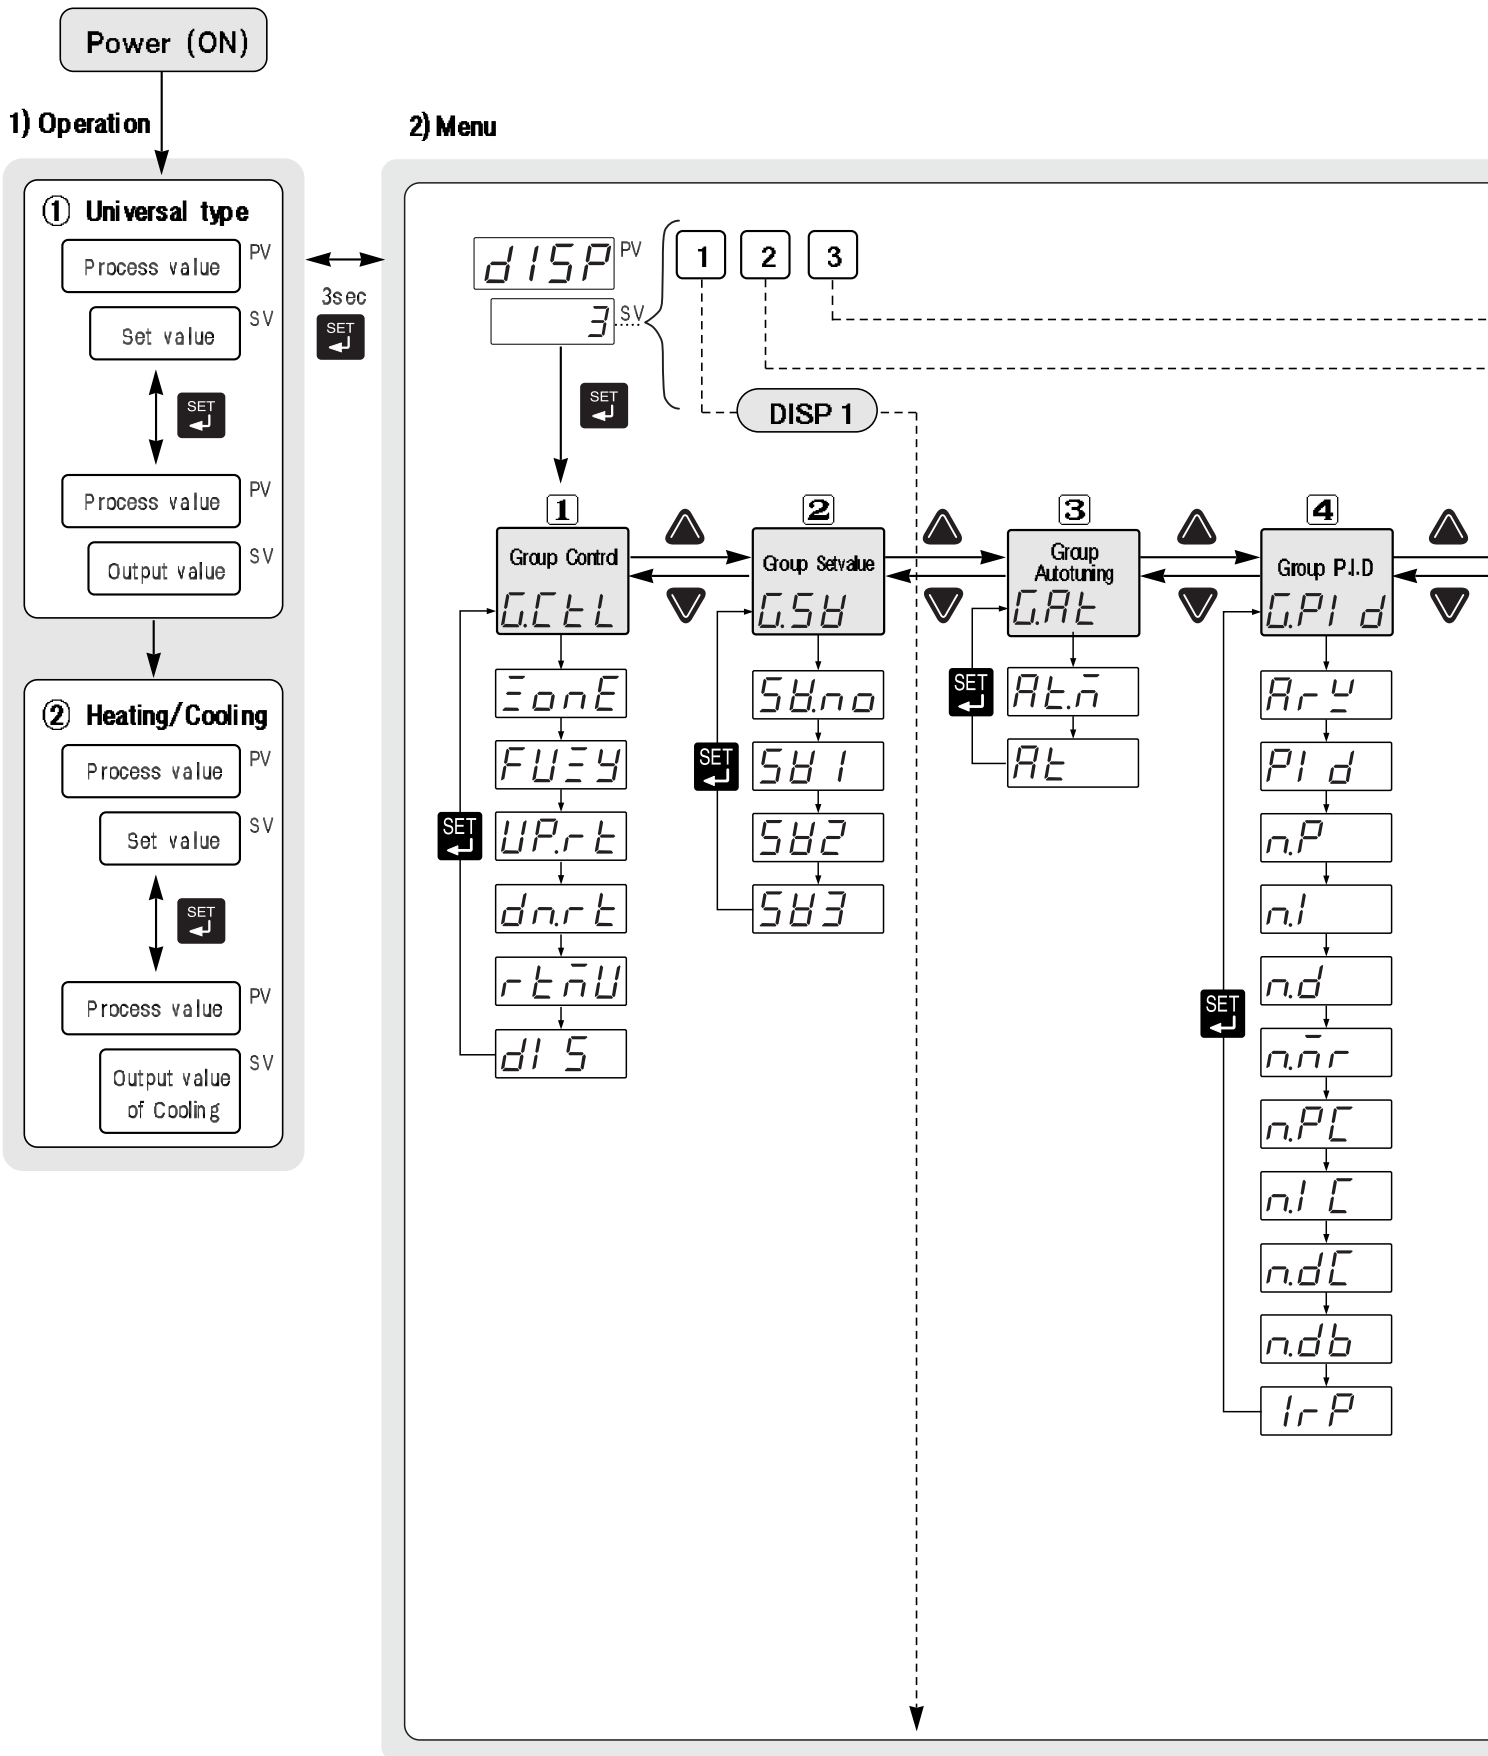 Power (ON)
1) Operation
2) Menu
① Universal type
Process value PV
Set value SV
SET
Process value PV
Output value SV
3sec
SET
② Heating/Cooling
Process value PV
Set value SV
SET
Process value PV
Output value SV
of Cooling
dISP PV
3 SV
1 2 3
SET
DISP 1
1
Group Control
G.CtL
ZonE
FUZY
UP.rt
dn.rt
rtmU
dIS
SET
2
Group Setvalue
G.SV
SV.no
SV1
SV2
SV3
SET
3
Group
Autotuning
G.At
At.m
At
SET
4
Group P.I.D
G.PId
ArW
PId
n.P
n.I
n.d
n.mr
n.PC
n.IC
n.dC
n.db
IrP
SET